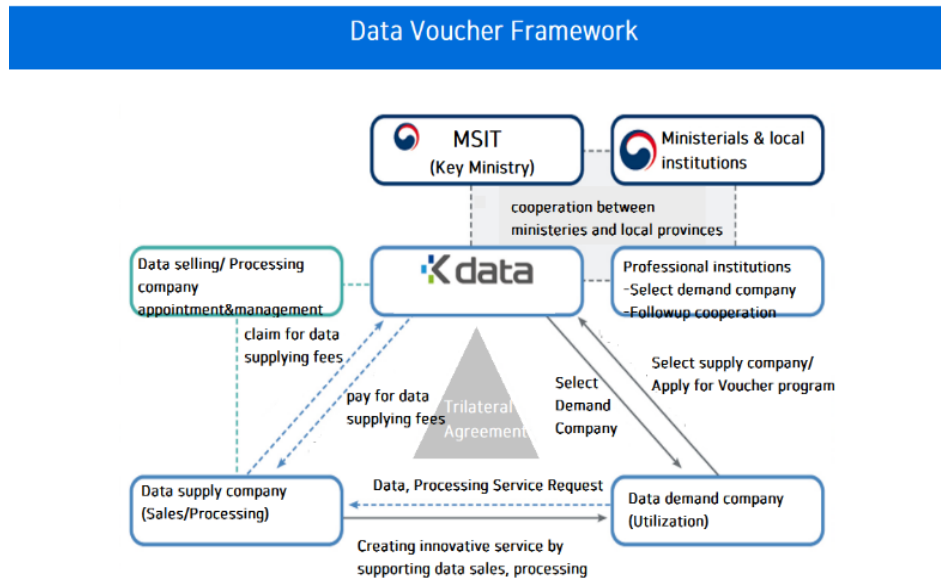 Data Voucher Framework
MSIT
(Key Ministry)
Ministerials & local
institutions
cooperation between
ministeries and local provinces
Data selling/ Processing
company
appointment&management
Kdata
Professional institutions
-Select demand company
-Followup cooperation
claim for data
supplying fees
pay for data
supplying fees
Trilateral
Agreement
Select
Demand
Company
Select supply company/
Apply for Voucher program
Data supply company
(Sales/Processing)
Data, Processing Service Request
Data demand company
(Utilization)
Creating innovative service by
supporting data sales, processing